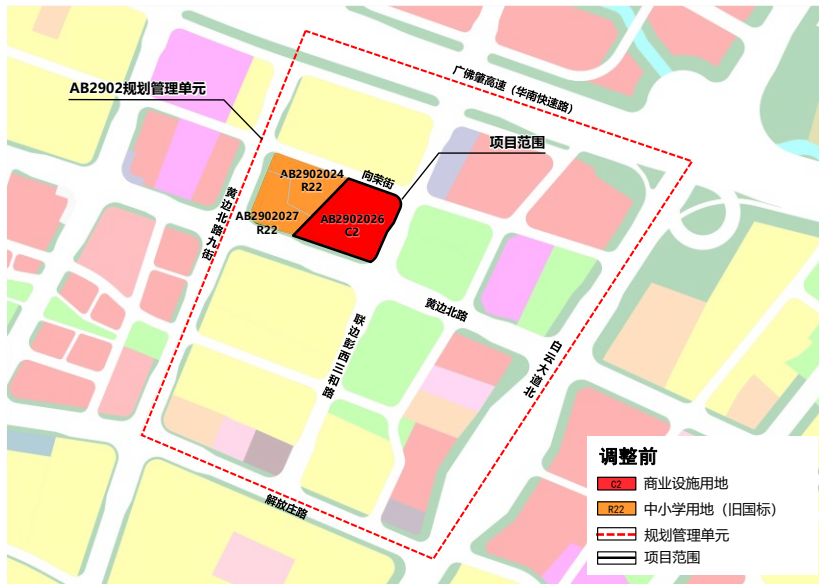 广佛肇高速（华南快速路）
AB2902规划管理单元
项目范围
向荣街
AB2902024
R22
AB2902027
R22
AB2902026
C2
黄边北路九街
黄边北路
联边彭西三和路
白云大道北
解放庄路
调整前
C2 商业设施用地
R22 中小学用地（旧国标）
规划管理单元
项目范围